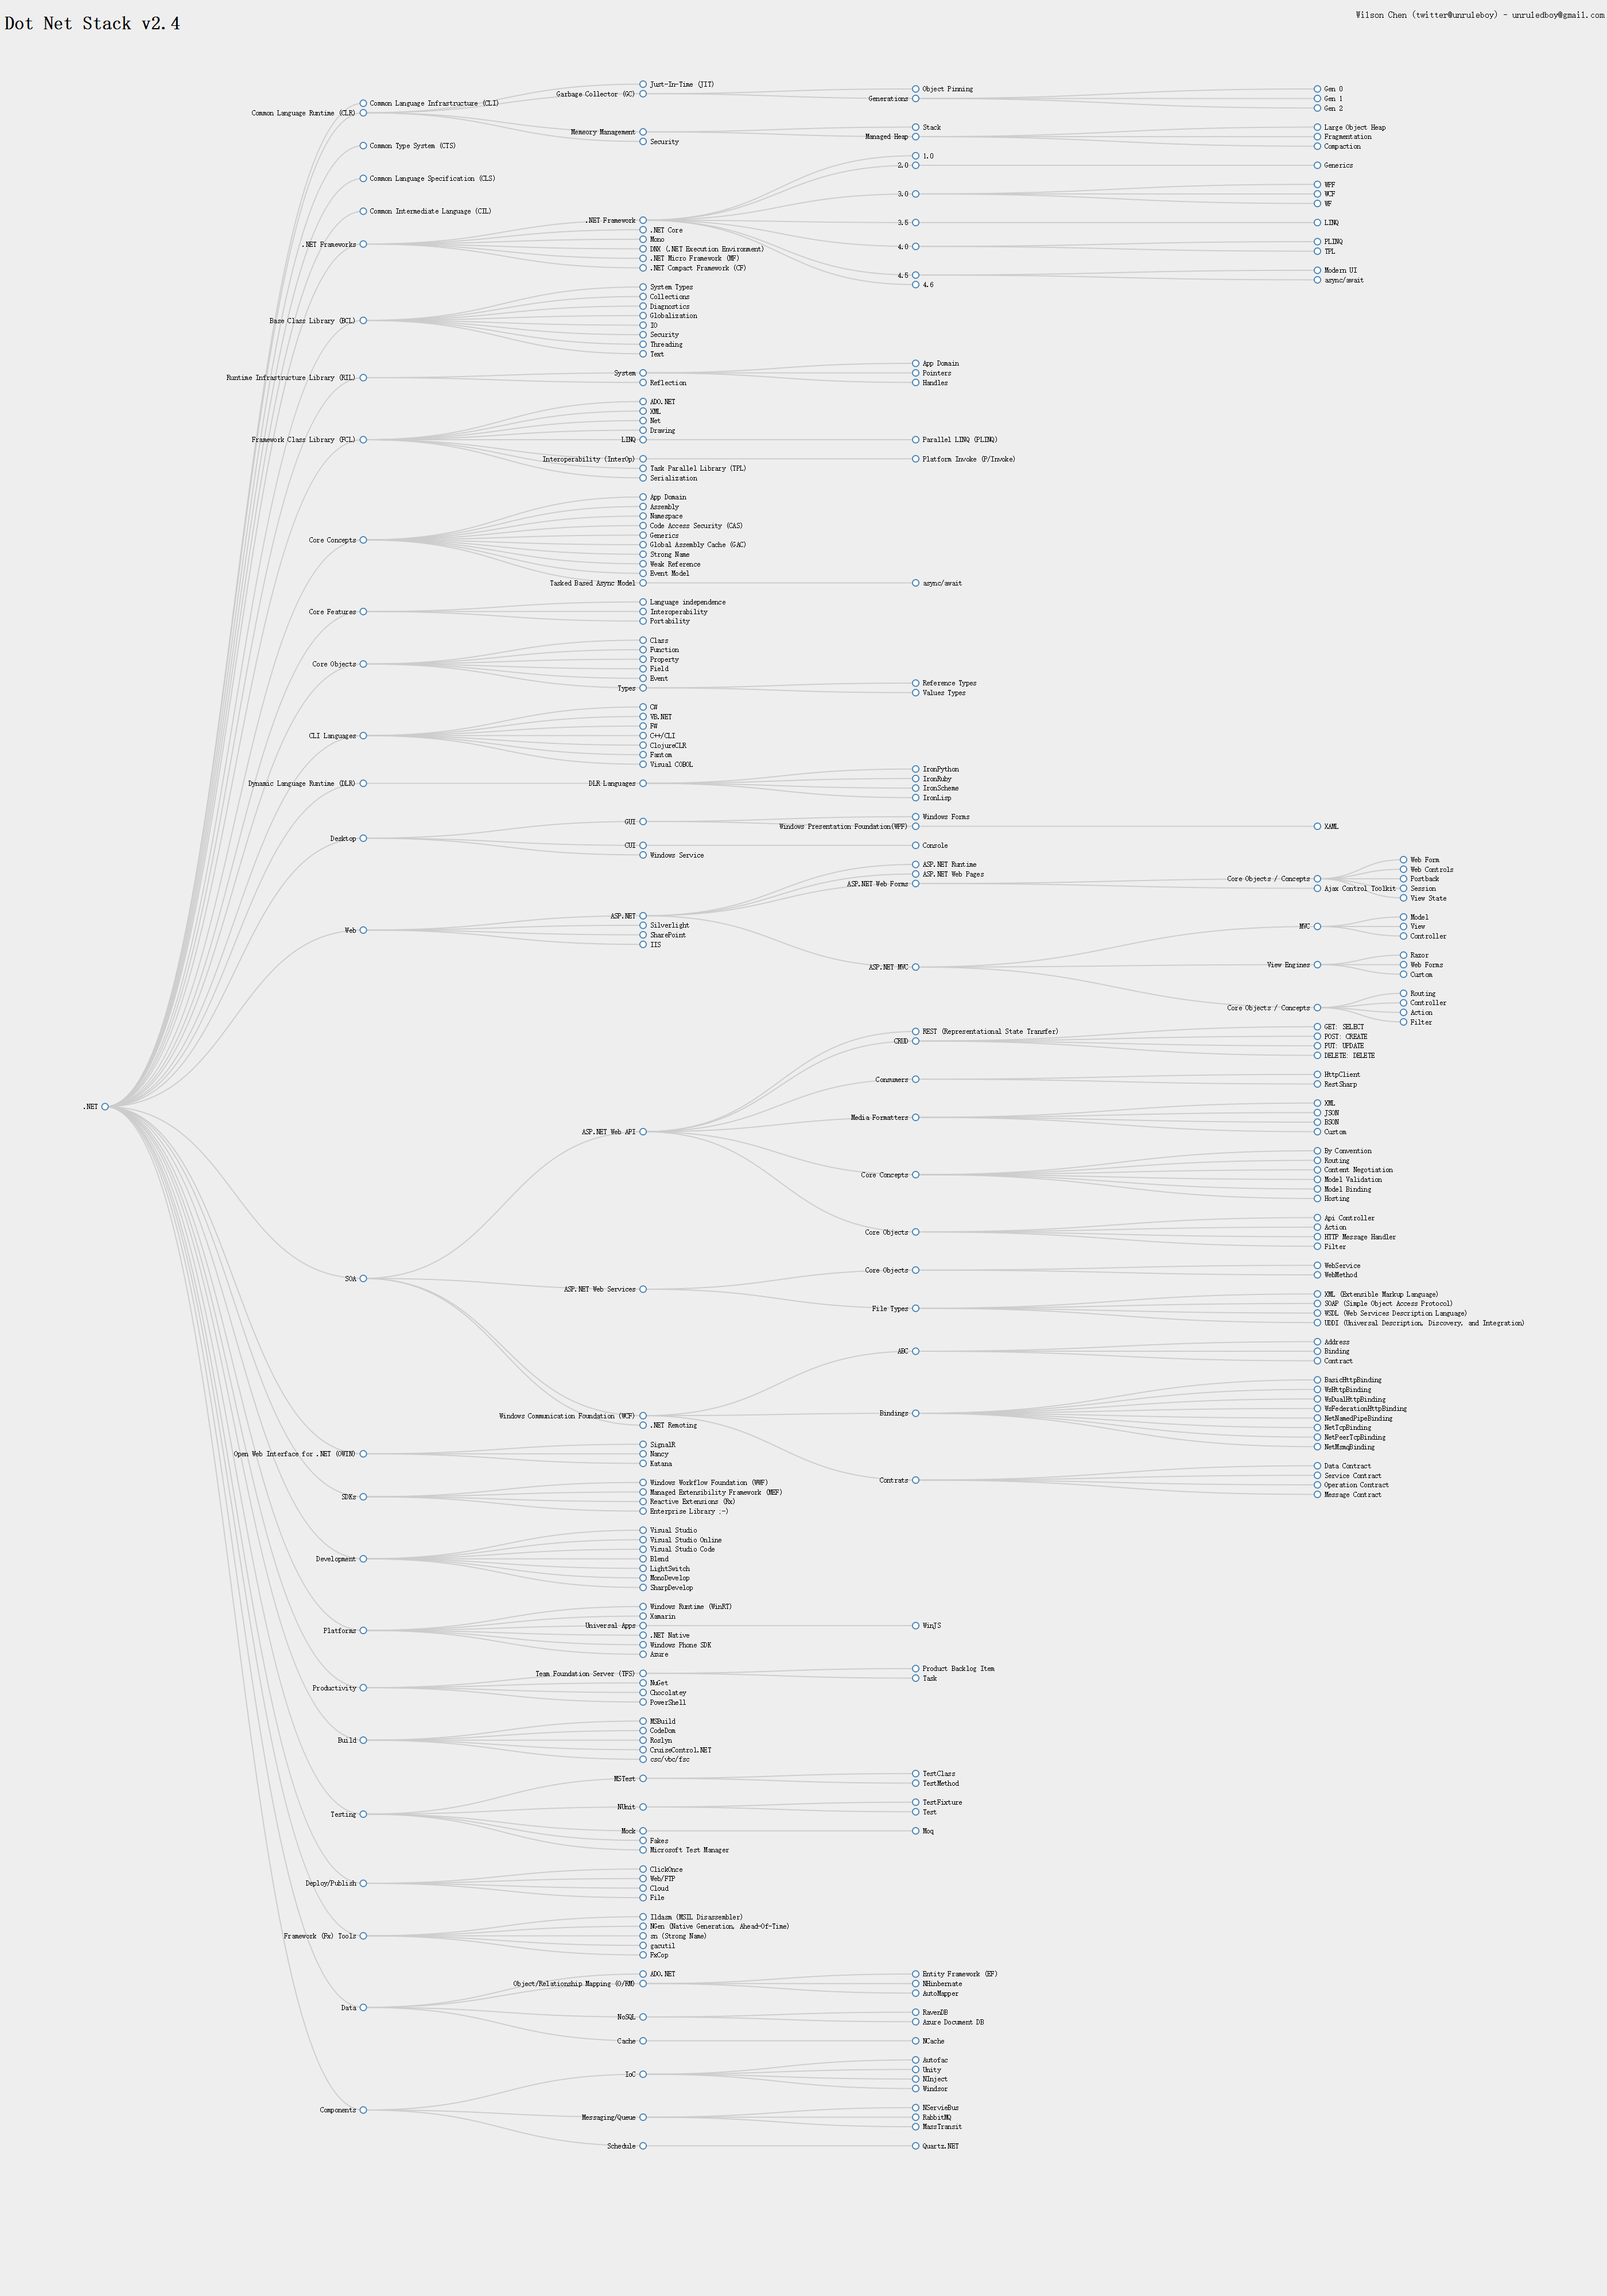 Dot Net Stack v2.4
Wilson Chen (twitter@unruleboy) - unruledboy@gmail.com
.NET
Common Language Infrastructure (CLI)
Common Language Runtime (CLR)
Just-In-Time (JIT)
Garbage Collector (GC)
Object Pinning
Generations
Gen 0
Gen 1
Gen 2
Memeory Management
Stack
Managed Heap
Large Object Heap
Fragmentation
Compaction
Security
Common Type System (CTS)
Common Language Specification (CLS)
Common Intermediate Language (CIL)
.NET Frameworks
.NET Framework
1.0
2.0
Generics
3.0
WPF
WCF
WF
3.5
LINQ
4.0
PLINQ
TPL
4.5
Modern UI
async/await
4.6
.NET Core
Mono
DNX (.NET Execution Environment)
.NET Micro Framework (MF)
.NET Compact Framework (CF)
Base Class Library (BCL)
System Types
Collections
Diagnostics
Globalization
IO
Security
Threading
Text
Runtime Infrastructure Library (RIL)
System
App Domain
Pointers
Handles
Reflection
Framework Class Library (FCL)
ADO.NET
XML
Net
Drawing
LINQ
Parallel LINQ (PLINQ)
Interoperability (InterOp)
Platform Invoke (P/Invoke)
Task Parallel Library (TPL)
Serialization
Core Concepts
App Domain
Assembly
Namespace
Code Access Security (CAS)
Generics
Global Assembly Cache (GAC)
Strong Name
Weak Reference
Event Model
Tasked Based Async Model
async/await
Core Features
Language independence
Interoperability
Portability
Core Objects
Class
Function
Property
Field
Event
Types
Reference Types
Values Types
CLI Languages
C#
VB.NET
F#
C++/CLI
ClojureCLR
Fantom
Visual COBOL
Dynamic Language Runtime (DLR)
DLR Languages
IronPython
IronRuby
IronScheme
IronLisp
Desktop
GUI
Windows Forms
Windows Presentation Foundation(WPF)
XAML
CUI
Console
Windows Service
Web
ASP.NET
ASP.NET Runtime
ASP.NET Web Pages
ASP.NET Web Forms
Core Objects / Concepts
Web Form
Web Controls
Postback
Session
View State
Ajax Control Toolkit
ASP.NET MVC
MVC
Model
View
Controller
View Engines
Razor
Web Forms
Custom
Core Objects / Concepts
Routing
Controller
Action
Filter
Silverlight
SharePoint
IIS
SOA
ASP.NET Web API
REST (Representational State Transfer)
CRUD
GET: SELECT
POST: CREATE
PUT: UPDATE
DELETE: DELETE
Consumers
HttpClient
RestSharp
Media Formatters
XML
JSON
BSON
Custom
Core Concepts
By Convention
Routing
Content Negotiation
Model Validation
Model Binding
Hosting
Core Objects
Api Controller
Action
HTTP Message Handler
Filter
ASP.NET Web Services
Core Objects
WebService
WebMethod
File Types
XML (Extensible Markup Language)
SOAP (Simple Object Access Protocol)
WSDL (Web Services Description Language)
UDDI (Universal Description, Discovery, and Integration)
Windows Communication Foundation (WCF)
ABC
Address
Binding
Contract
Bindings
BasicHttpBinding
WsHttpBinding
WsDualHttpBinding
WsFederationHttpBinding
NetNamedPipeBinding
NetTcpBinding
NetPeerTcpBinding
NetMsmqBinding
Contrats
Data Contract
Service Contract
Operation Contract
Message Contract
.NET Remoting
Open Web Interface for .NET (OWIN)
SignalR
Nancy
Katana
SDKs
Windows Workflow Foundation (WWF)
Managed Extensibility Framework (MEF)
Reactive Extensions (Rx)
Enterprise Library ;-)
Development
Visual Studio
Visual Studio Online
Visual Studio Code
Blend
LightSwitch
MonoDevelop
SharpDevelop
Platforms
Windows Runtime (WinRT)
Xamarin
Universal Apps
WinJS
.NET Native
Windows Phone SDK
Azure
Productivity
Team Foundation Server (TFS)
Product Backlog Item
Task
NuGet
Chocolatey
PowerShell
Build
MSBuild
CodeDom
Roslyn
CruiseControl.NET
csc/vbc/fsc
Testing
MSTest
TestClass
TestMethod
NUnit
TestFixture
Test
Mock
Moq
Fakes
Microsoft Test Manager
Deploy/Publish
ClickOnce
Web/FTP
Cloud
File
Framework (Fx) Tools
Ildasm (MSIL Disassembler)
NGen (Native Generation, Ahead-Of-Time)
sn (Strong Name)
gacutil
FxCop
Data
ADO.NET
Object/Relationship Mapping (O/RM)
Entity Framework (EF)
NHinbernate
AutoMapper
NoSQL
RavenDB
Azure Document DB
Cache
NCache
Components
IoC
Autofac
Unity
NInject
Windsor
Messaging/Queue
NServieBus
RabbitMQ
MassTransit
Schedule
Quartz.NET